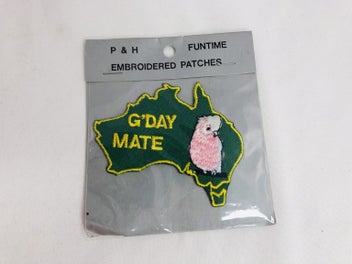 P & H FUNTIME
EMBROIDERED PATCHES
G'DAY
MATE